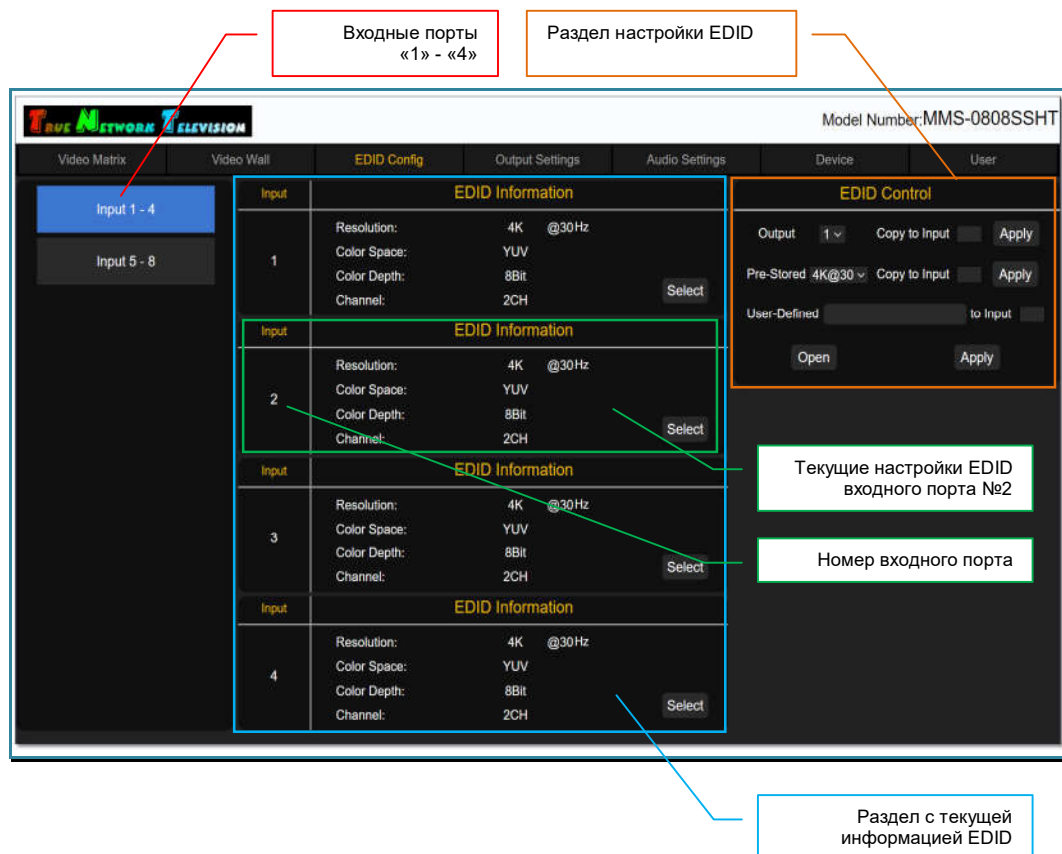 Входные порты
«1» - «4»
Раздел настройки EDID
TRUE NETWORK TELEVISION
Model Number:MMS-0808SSHT
Video Matrix Video Wall EDID Config Output Settings Audio Settings Device User
Input 1 - 4
Input 5 - 8
Input EDID Information
1
Resolution: 4K @30Hz
Color Space: YUV
Color Depth: 8Bit
Channel: 2CH
Select
Input EDID Information
2
Resolution: 4K @30Hz
Color Space: YUV
Color Depth: 8Bit
Channel: 2CH
Select
Input EDID Information
3
Resolution: 4K @30Hz
Color Space: YUV
Color Depth: 8Bit
Channel: 2CH
Select
Input EDID Information
4
Resolution: 4K @30Hz
Color Space: YUV
Color Depth: 8Bit
Channel: 2CH
Select
EDID Control
Output 1 Copy to Input Apply
Pre-Stored 4K@30 Copy to Input Apply
User-Defined to Input
Open Apply
Текущие настройки EDID
входного порта №2
Номер входного порта
Раздел с текущей
информацией EDID